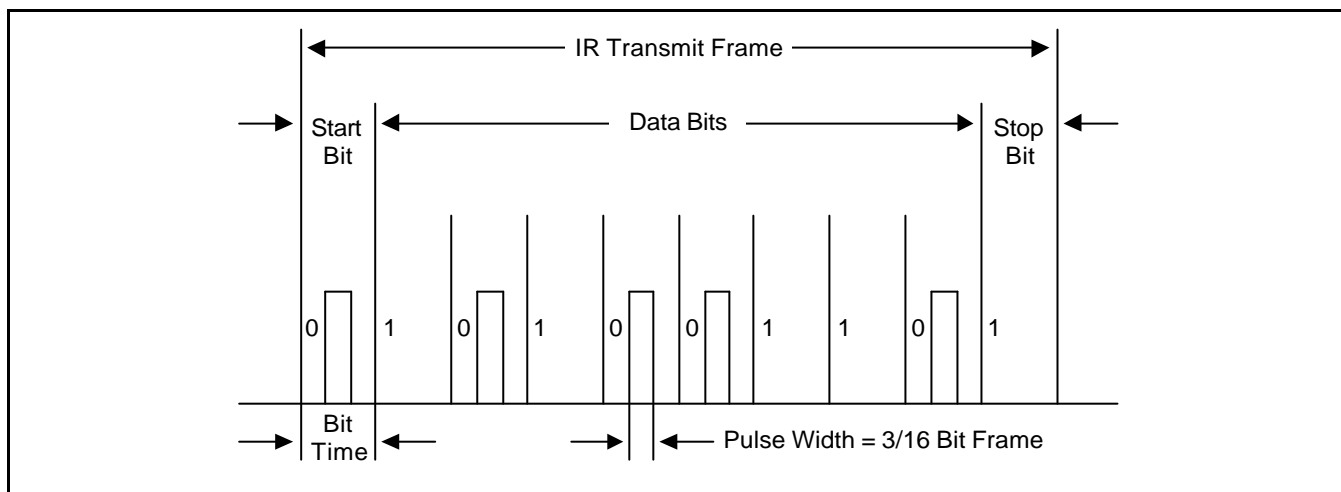 IR Transmit Frame
Start
Bit
Data Bits
Stop
Bit
0 1 0 1 0 0 1 1 0 1
Bit
Time
Pulse Width = 3/16 Bit Frame